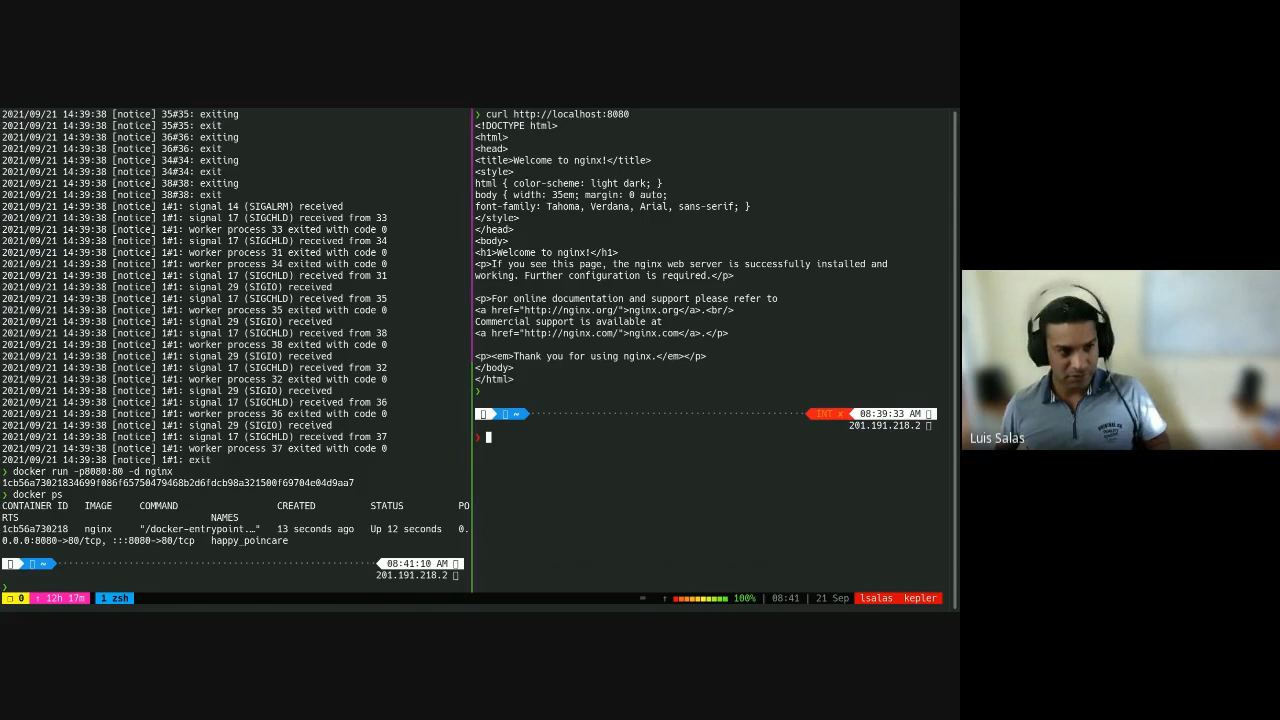 2021/09/21 14:39:38 [notice] 35#35: exiting
2021/09/21 14:39:38 [notice] 35#35: exit
2021/09/21 14:39:38 [notice] 36#36: exiting
2021/09/21 14:39:38 [notice] 36#36: exit
2021/09/21 14:39:38 [notice] 34#34: exiting
2021/09/21 14:39:38 [notice] 34#34: exit
2021/09/21 14:39:38 [notice] 38#38: exiting
2021/09/21 14:39:38 [notice] 38#38: exit
2021/09/21 14:39:38 [notice] 1#1: signal 14 (SIGALRM) received
2021/09/21 14:39:38 [notice] 1#1: signal 17 (SIGCHLD) received from 33
2021/09/21 14:39:38 [notice] 1#1: worker process 33 exited with code 0
2021/09/21 14:39:38 [notice] 1#1: signal 17 (SIGCHLD) received from 34
2021/09/21 14:39:38 [notice] 1#1: worker process 31 exited with code 0
2021/09/21 14:39:38 [notice] 1#1: worker process 34 exited with code 0
2021/09/21 14:39:38 [notice] 1#1: signal 17 (SIGCHLD) received from 31
2021/09/21 14:39:38 [notice] 1#1: signal 29 (SIGIO) received
2021/09/21 14:39:38 [notice] 1#1: signal 17 (SIGCHLD) received from 35
2021/09/21 14:39:38 [notice] 1#1: worker process 35 exited with code 0
2021/09/21 14:39:38 [notice] 1#1: signal 29 (SIGIO) received
2021/09/21 14:39:38 [notice] 1#1: signal 17 (SIGCHLD) received from 38
2021/09/21 14:39:38 [notice] 1#1: worker process 38 exited with code 0
2021/09/21 14:39:38 [notice] 1#1: signal 29 (SIGIO) received
2021/09/21 14:39:38 [notice] 1#1: signal 17 (SIGCHLD) received from 32
2021/09/21 14:39:38 [notice] 1#1: worker process 32 exited with code 0
2021/09/21 14:39:38 [notice] 1#1: signal 29 (SIGIO) received
2021/09/21 14:39:38 [notice] 1#1: signal 17 (SIGCHLD) received from 36
2021/09/21 14:39:38 [notice] 1#1: worker process 36 exited with code 0
2021/09/21 14:39:38 [notice] 1#1: signal 29 (SIGIO) received
2021/09/21 14:39:38 [notice] 1#1: signal 17 (SIGCHLD) received from 37
2021/09/21 14:39:38 [notice] 1#1: worker process 37 exited with code 0
2021/09/21 14:39:38 [notice] 1#1: exit
❯ docker run -p8080:80 -d nginx
1cb56a73021834699f086f65750479468b2d6fdcb98a321500f69704e04d9aa7
❯ docker ps
CONTAINER ID   IMAGE     COMMAND                  CREATED          STATUS          PO
RTS                                   NAMES
1cb56a730218   nginx     "/docker-entrypoint.…"   13 seconds ago   Up 12 seconds   0.
0.0.0:8080->80/tcp, :::8080->80/tcp   happy_poincare
~ 08:41:10 AM
201.191.218.2
❯
❯ curl http://localhost:8080
<!DOCTYPE html>
<html>
<head>
<title>Welcome to nginx!</title>
<style>
html { color-scheme: light dark; }
body { width: 35em; margin: 0 auto;
font-family: Tahoma, Verdana, Arial, sans-serif; }
</style>
</head>
<body>
<h1>Welcome to nginx!</h1>
<p>If you see this page, the nginx web server is successfully installed and
working. Further configuration is required.</p>
<p>For online documentation and support please refer to
<a href="http://nginx.org/">nginx.org</a>.<br/>
Commercial support is available at
<a href="http://nginx.com/">nginx.com</a>.</p>
<p><em>Thank you for using nginx.</em></p>
</body>
</html>
❯
~ INT ✘ 08:39:33 AM
201.191.218.2
❯
❐ 0 ↑ 12h 17m 1 zsh
↑ 100% | 08:41 | 21 Sep lsalas kepler
Luis Salas